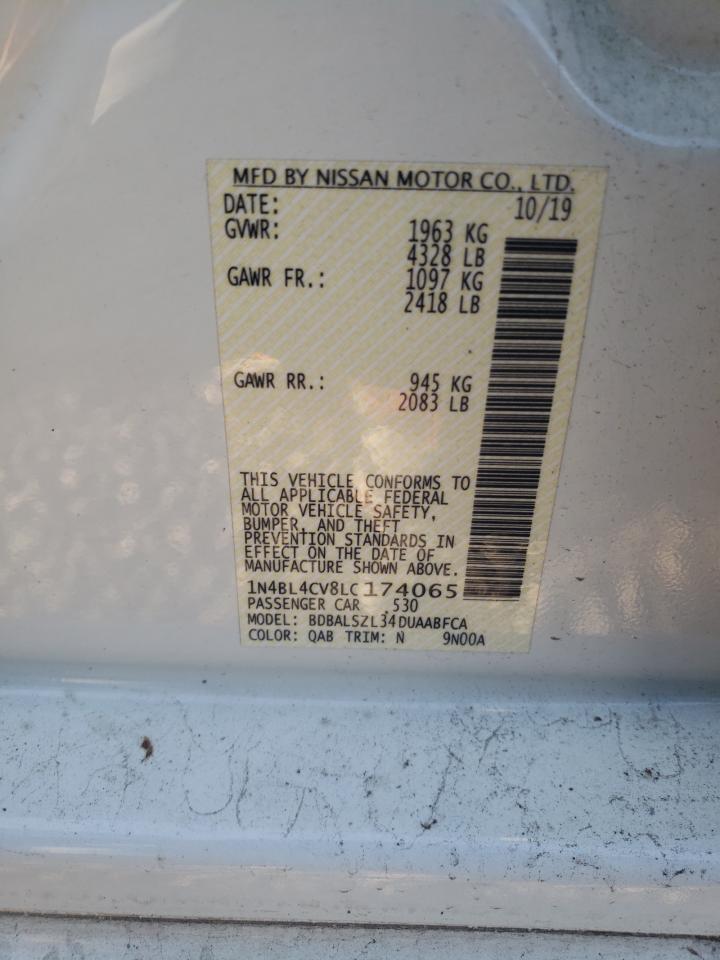 MFD BY NISSAN MOTOR CO., LTD.
DATE: 10/19
GVWR: 1963 KG
4328 LB
GAWR FR.: 1097 KG
2418 LB
GAWR RR.: 945 KG
2083 LB
THIS VEHICLE CONFORMS TO
ALL APPLICABLE FEDERAL
MOTOR VEHICLE SAFETY,
BUMPER, AND THEFT
PREVENTION STANDARDS IN
EFFECT ON THE DATE OF
MANUFACTURE SHOWN ABOVE.
1N4BL4CV8LC174065
PASSENGER CAR 530
MODEL: BDBALSZL34DUAABFCA
COLOR: QAB TRIM: N 9N00A